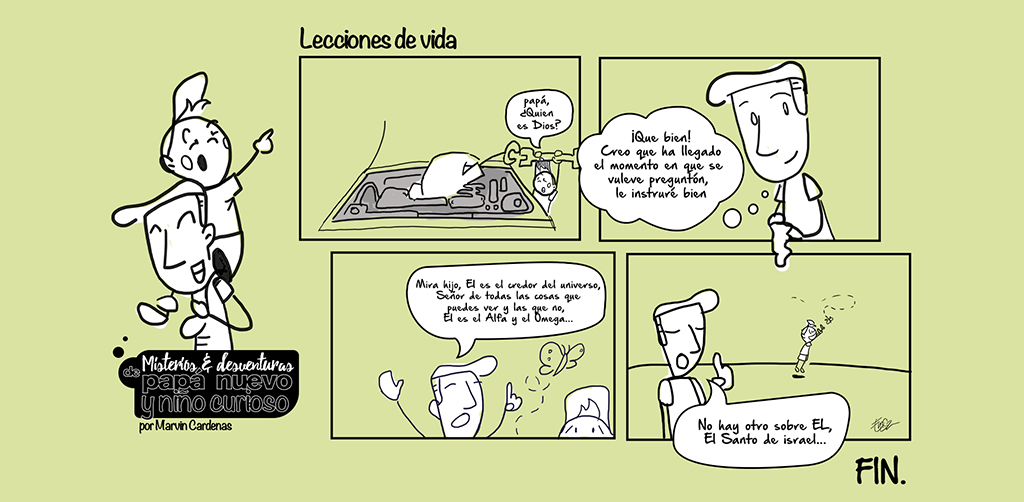 Lecciones de vida
papá,
¿Quien
es Dios?
¡Que bien!
Creo que ha llegado
el momento en que se
vuleve preguntón,
le instruré bien
Mira hijo, El es el credor del universo,
Señor de todas las cosas que
puedes ver y las que no,
El es el Alfa y el Omega...
No hay otro sobre EL,
El Santo de israel...
FIN.
Misterios & desventuras
de papá nuevo
y niño curioso
por Marvin Cardenas